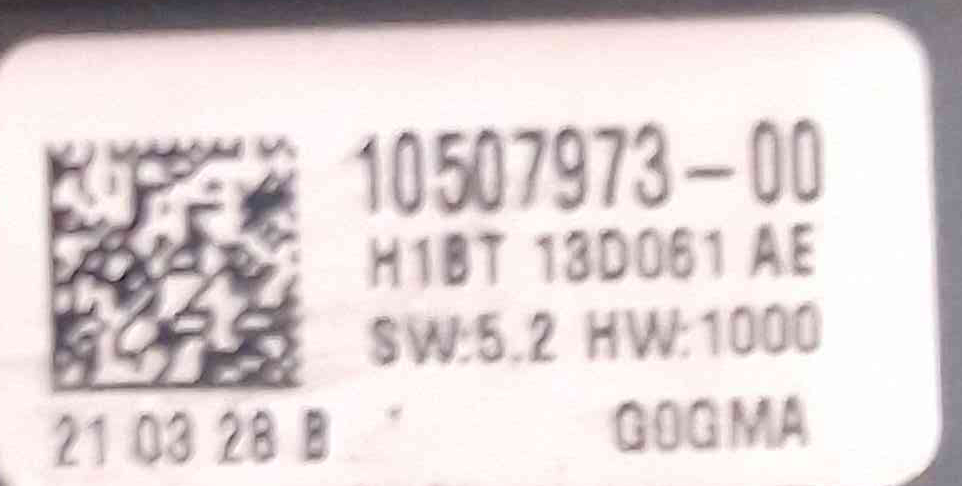 10507973-00
H1BT 13D061 AE
SW:5.2 HW:1000
21 03 28 B
G0GMA